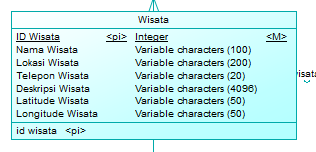 Wisata
ID Wisata <pi> Integer <M>
Nama Wisata Variable characters (100)
Lokasi Wisata Variable characters (200)
Telepon Wisata Variable characters (20)
Deskripsi Wisata Variable characters (4096)
Latitude Wisata Variable characters (50)
Longitude Wisata Variable characters (50)
id wisata <pi>